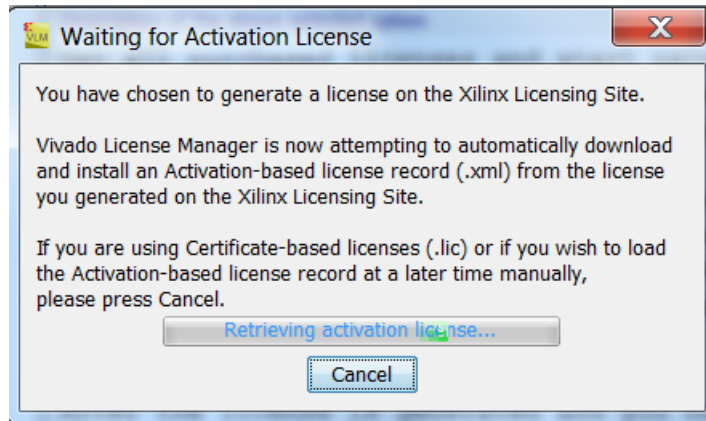 VLM
Waiting for Activation License
You have chosen to generate a license on the Xilinx Licensing Site.
Vivado License Manager is now attempting to automatically download
and install an Activation-based license record (.xml) from the license
you generated on the Xilinx Licensing Site.
If you are using Certificate-based licenses (.lic) or if you wish to load
the Activation-based license record at a later time manually,
please press Cancel.
Retrieving activation license...
Cancel